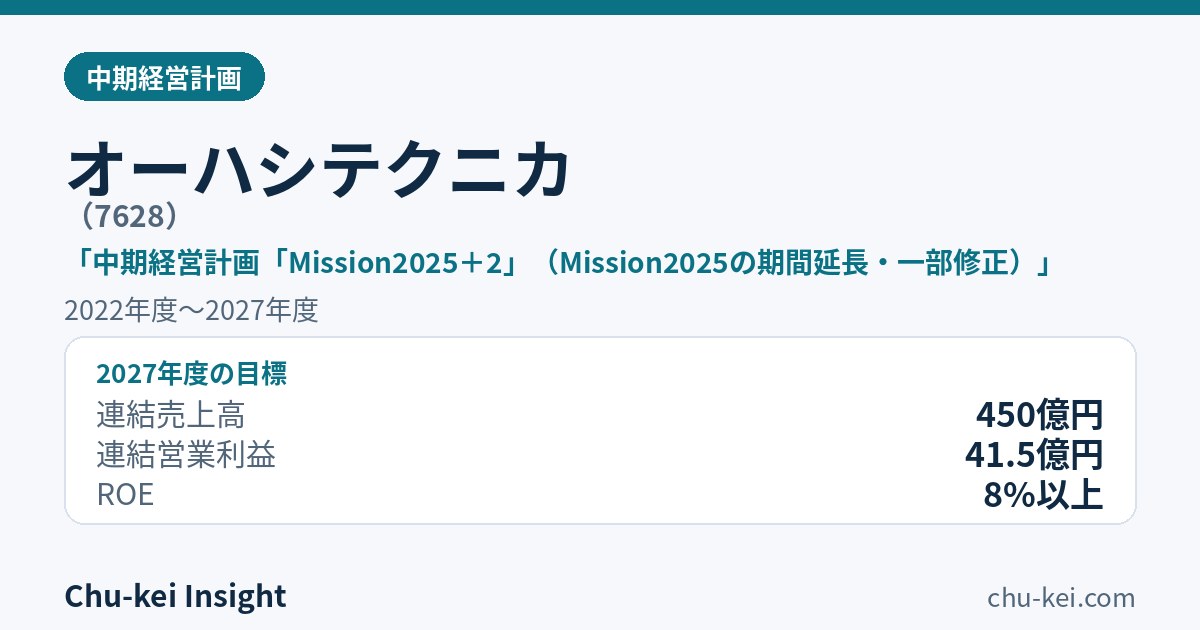 中期経営計画
オーハシテクニカ
（7628）
「中期経営計画「Mission2025＋2」（Mission2025の期間延長・一部修正）」
2022年度～2027年度
2027年度の目標
連結売上高 450億円
連結営業利益 41.5億円
ROE 8%以上
Chu-kei Insight chu-kei.com